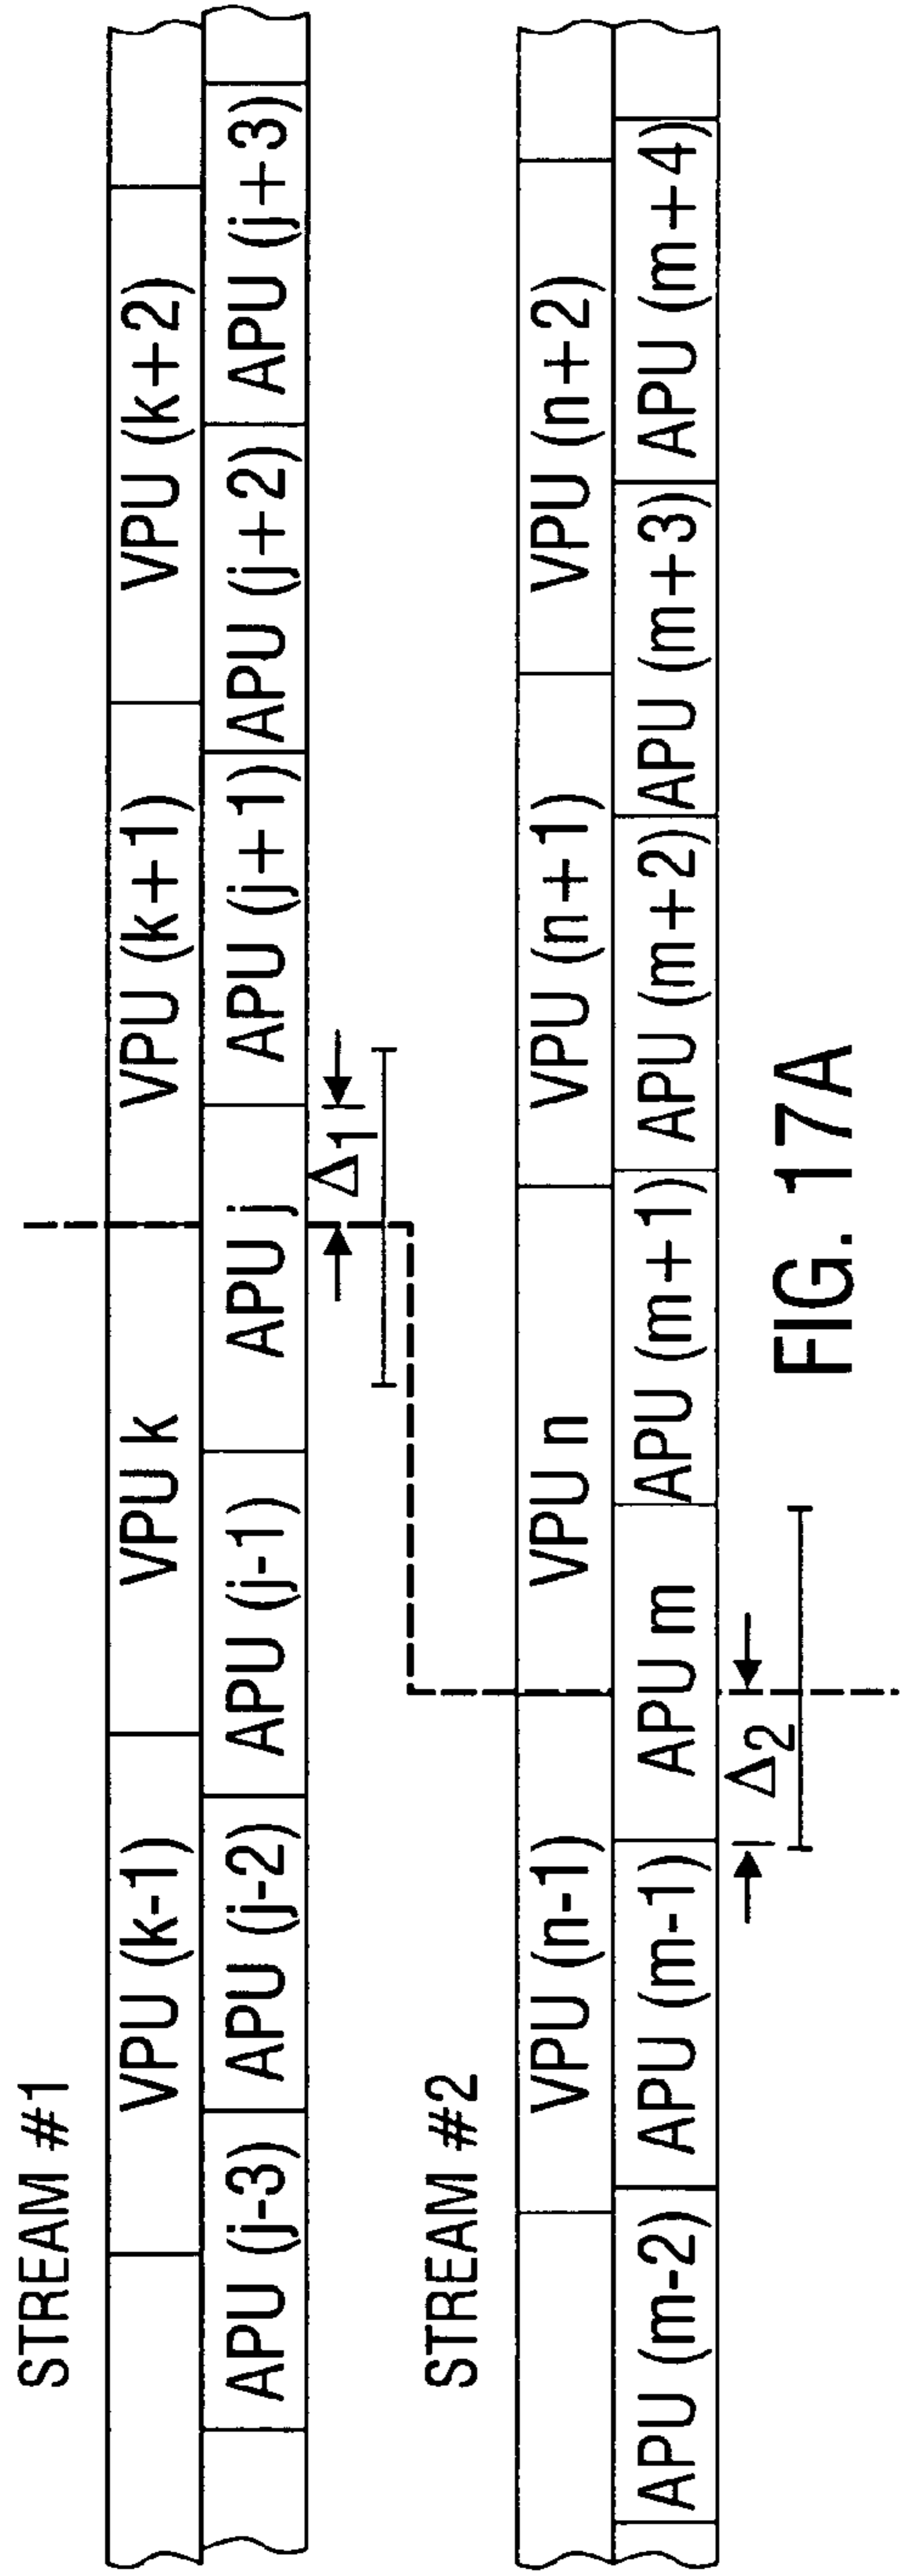 STREAM #1
VPU (k-1) VPU k VPU (k+1) VPU (k+2)
APU (j-3) APU (j-2) APU (j-1) APU j APU (j+1) APU (j+2) APU (j+3)
Δ1
STREAM #2
VPU (n-1) VPU n VPU (n+1) VPU (n+2)
APU (m-2) APU (m-1) APU m APU (m+1) APU (m+2) APU (m+3) APU (m+4)
Δ2
FIG. 17A